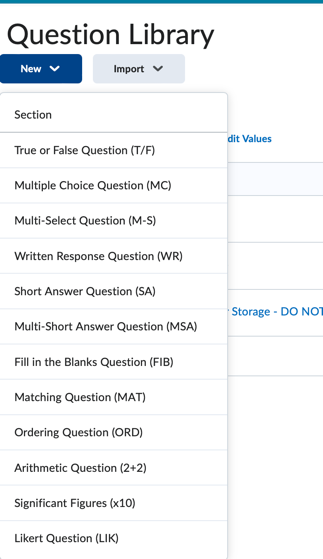 Question Library
New
Import
Section
dit Values
True or False Question (T/F)
Multiple Choice Question (MC)
Multi-Select Question (M-S)
Written Response Question (WR)
Short Answer Question (SA)
Storage - DO NOT
Multi-Short Answer Question (MSA)
Fill in the Blanks Question (FIB)
Matching Question (MAT)
Ordering Question (ORD)
Arithmetic Question (2+2)
Significant Figures (x10)
Likert Question (LIK)